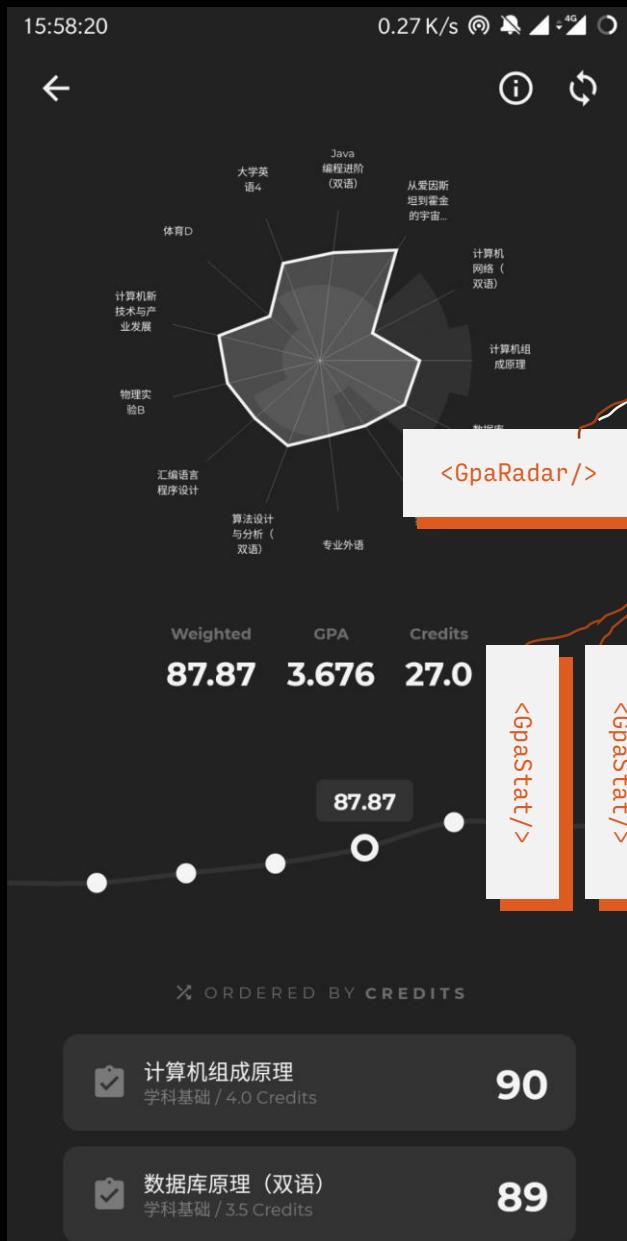 15:58:20
0.27 K/s
4G
Java
编程进阶
(双语)
大学英
语4
从爱因斯
坦到霍金
的宇宙...
体育D
计算机
网络 (
双语)
计算机新
技术与产
业发展
计算机组
成原理
物理实
验B
数据库
<GpaRadar/>
汇编语言
程序设计
算法设计
与分析 (
双语)
专业外语
Weighted
GPA
Credits
87.87
3.676
27.0
<GpaStat/>
<GpaStat/>
87.87
ORDERED BY CREDITS
计算机组成原理
学科基础 / 4.0 Credits
90
数据库原理（双语）
学科基础 / 3.5 Credits
89